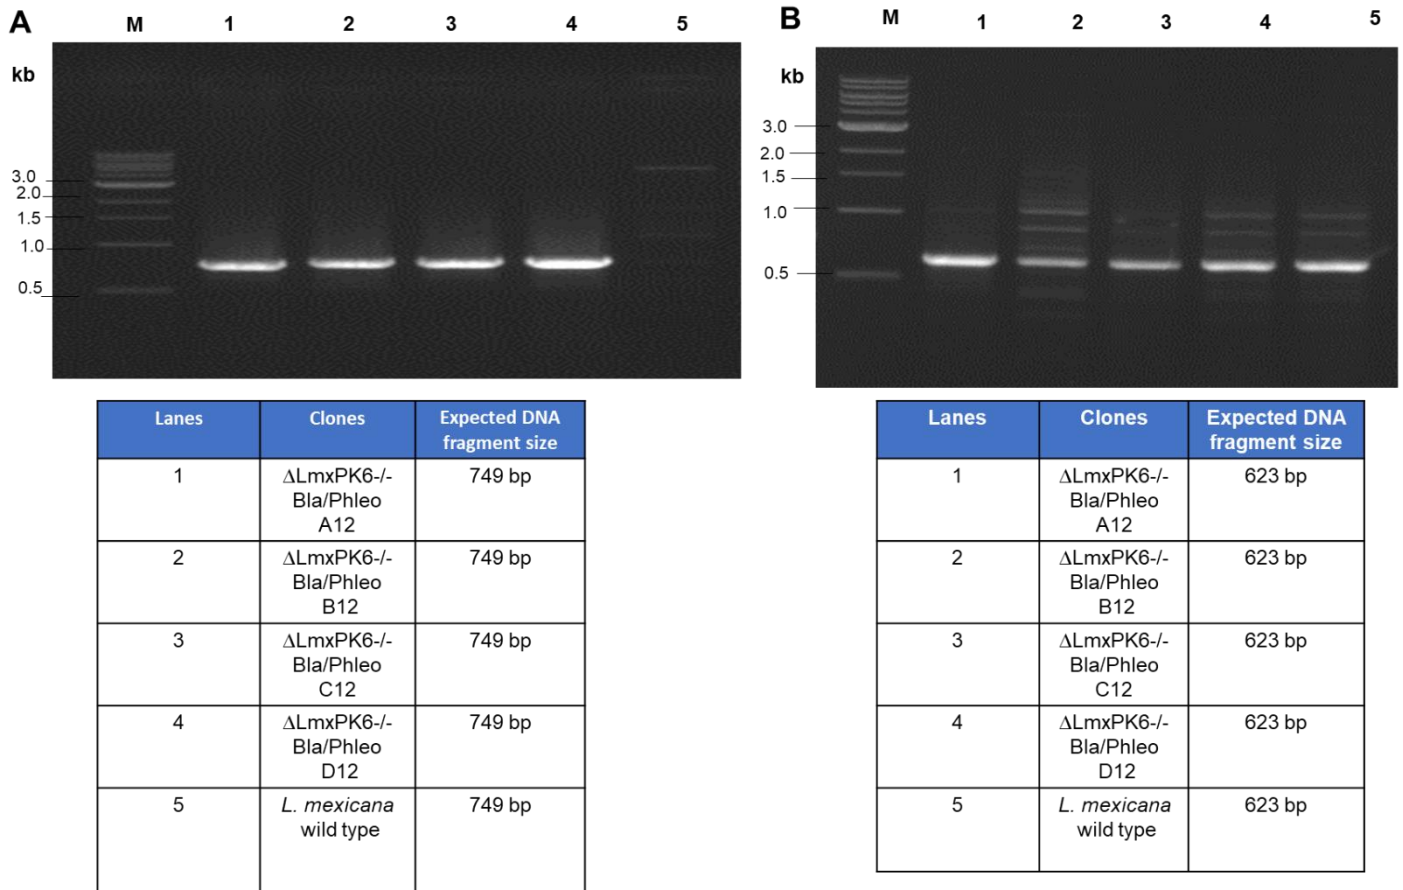 A
M 1 2 3 4 5
kb
3.0
2.0
1.5
1.0
0.5
Lanes Clones Expected DNA
fragment size
1 ΔLmxPK6-/- 749 bp
Bla/Phleo
A12
2 ΔLmxPK6-/- 749 bp
Bla/Phleo
B12
3 ΔLmxPK6-/- 749 bp
Bla/Phleo
C12
4 ΔLmxPK6-/- 749 bp
Bla/Phleo
D12
5 L. mexicana 749 bp
wild type
B
M 1 2 3 4 5
kb
3.0
2.0
1.5
1.0
0.5
Lanes Clones Expected DNA
fragment size
1 ΔLmxPK6-/- 623 bp
Bla/Phleo
A12
2 ΔLmxPK6-/- 623 bp
Bla/Phleo
B12
3 ΔLmxPK6-/- 623 bp
Bla/Phleo
C12
4 ΔLmxPK6-/- 623 bp
Bla/Phleo
D12
5 L. mexicana 623 bp
wild type